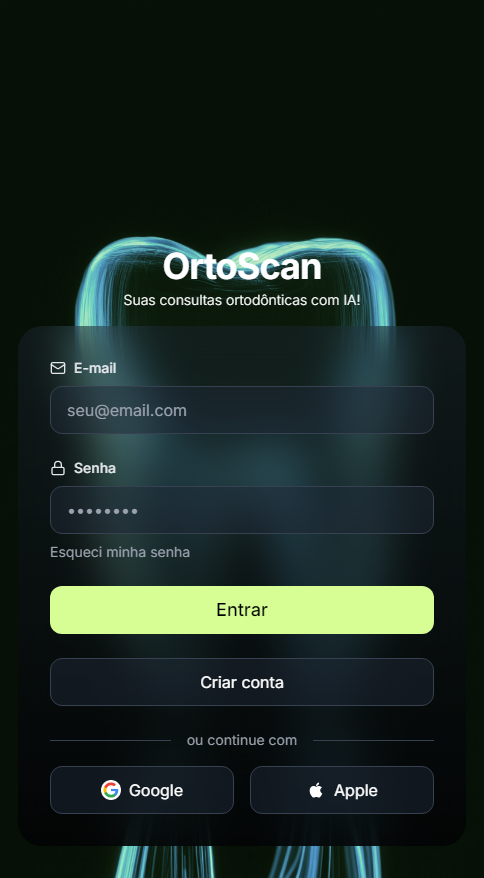 OrtoScan
Suas consultas ortodônticas com IA!
E-mail
seu@email.com
Senha
••••••••
Esqueci minha senha
Entrar
Criar conta
ou continue com
Google
Apple